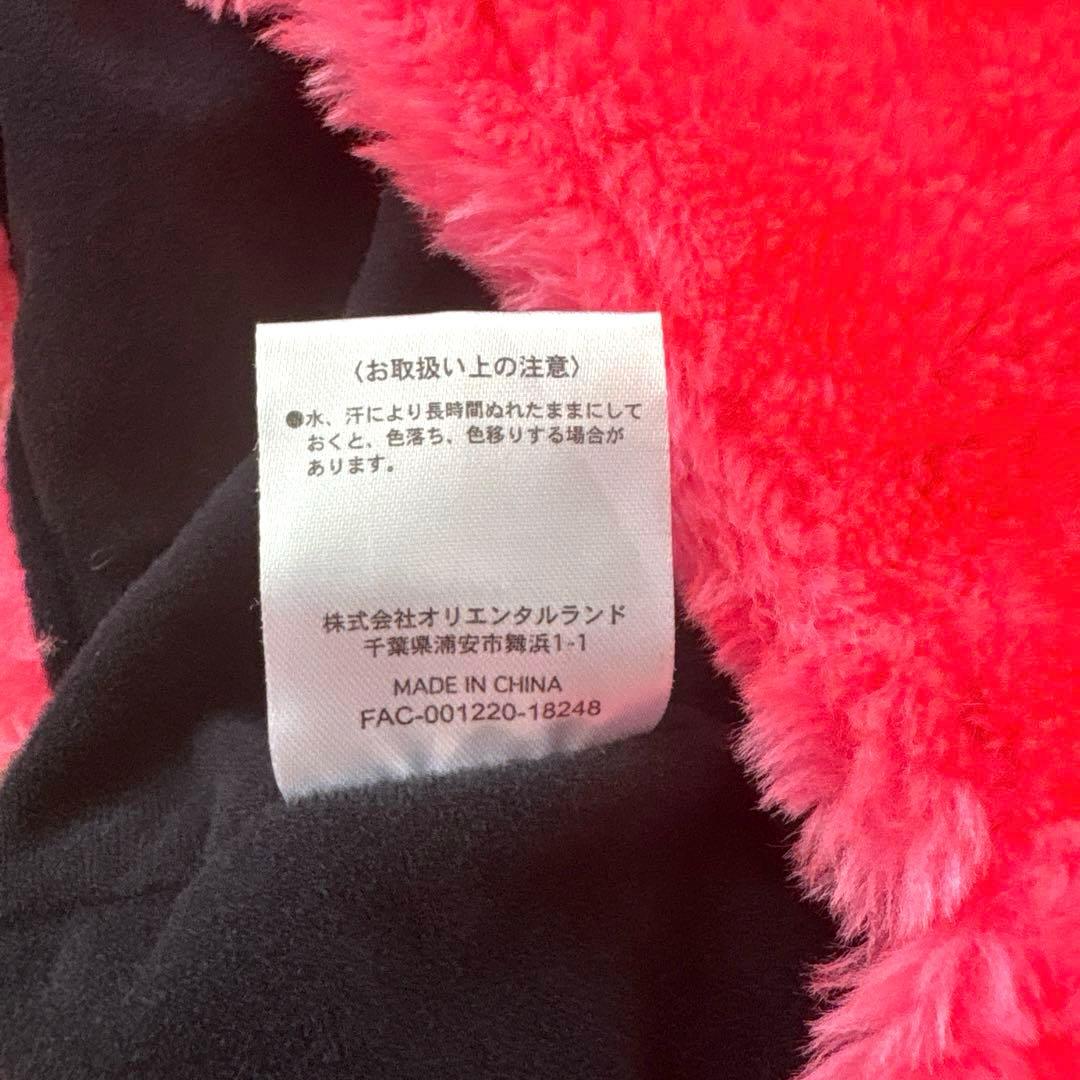 〈お取扱い上の注意〉
●水、汗により長時間ぬれたままにして
おくと、色落ち、色移りする場合が
あります。
株式会社オリエンタルランド
千葉県浦安市舞浜1-1
MADE IN CHINA
FAC-001220-18248